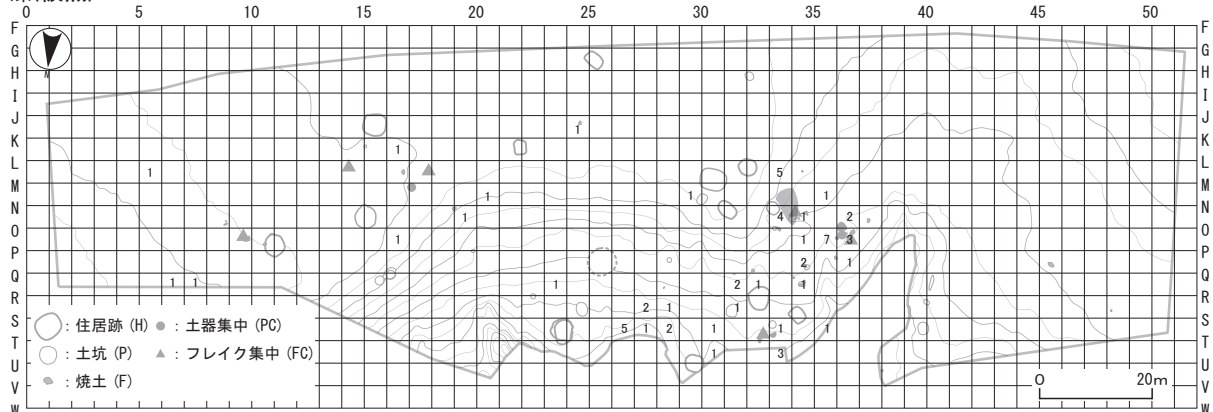 0 5 10 15 20 25 30 35 40 45 50
F F
G G
N
H H
I I
J J
1
K K
1
L L
1 5
M M
1 1 1
N N
1 4 1 2
O O
1 1 7 3
P P
2 1
Q Q
1 1 1 2 1 1
R R
2 1 1
S S
:住居跡(H) :土器集中(PC) 5 1 2 1 1 1
T T
:土坑(P) :フレイク集中(FC) 1 3
U U
:焼土(F) 0 20m
V V
W W